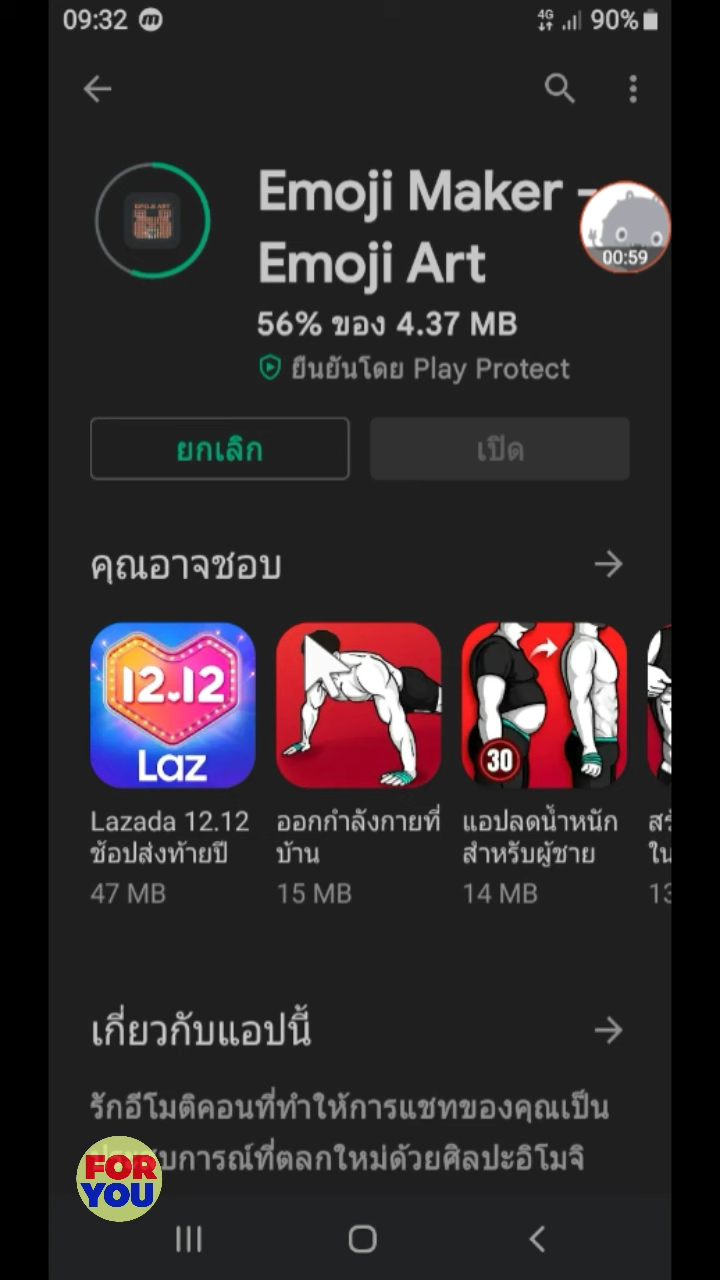 09:32
4G
90%
Emoji Maker -
Emoji Art
00:59
EMOJI ART
56% ของ 4.37 MB
ยืนยันโดย Play Protect
ยกเลิก
เปิด
คุณอาจชอบ
12.12
Laz
30
Lazada 12.12
ช้อปส่งท้ายปี
47 MB
ออกกำลังกายที่
บ้าน
15 MB
แอปลดน้ำหนัก
สำหรับผู้ชาย
14 MB
ใน
13
เกี่ยวกับแอปนี้
รักอีโมติคอนที่ทำให้การแชทของคุณเป็น
บการณ์ที่ตลกใหม่ด้วยศิลปะอิโมจิ
FOR
YOU